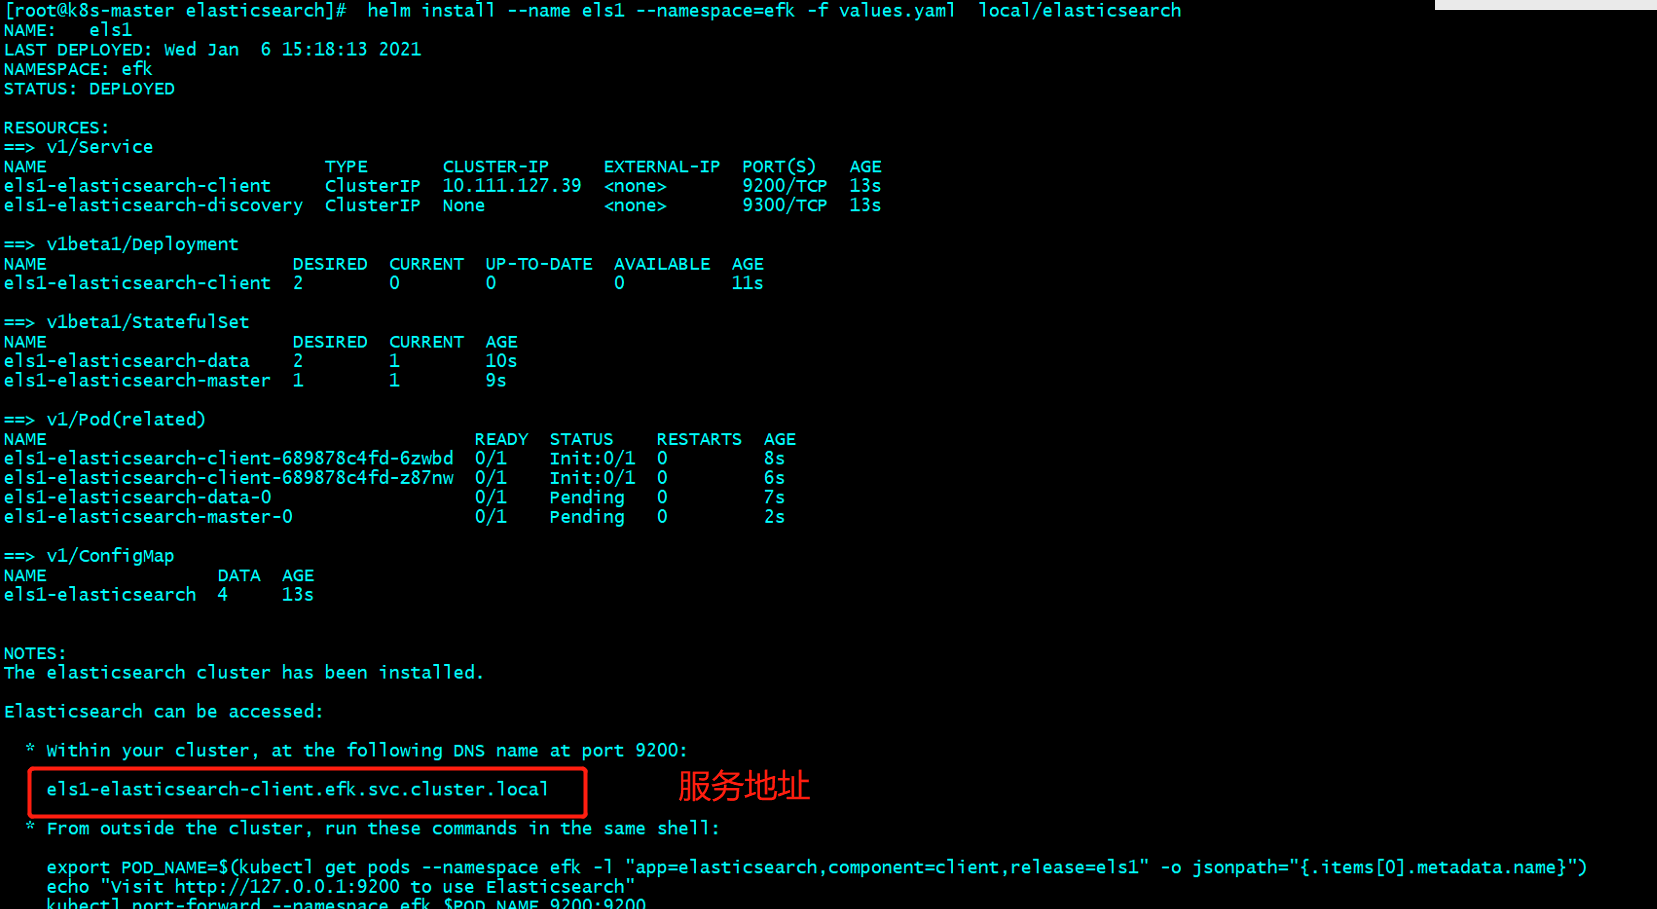 [root@k8s-master elasticsearch]#  helm install --name els1 --namespace=efk -f values.yaml  local/elasticsearch
NAME:   els1
LAST DEPLOYED: Wed Jan  6 15:18:13 2021
NAMESPACE: efk
STATUS: DEPLOYED
RESOURCES:
==> v1/Service
NAME                          TYPE       CLUSTER-IP     EXTERNAL-IP  PORT(S)   AGE
els1-elasticsearch-client     ClusterIP  10.111.127.39  <none>       9200/TCP  13s
els1-elasticsearch-discovery  ClusterIP  None           <none>       9300/TCP  13s
==> v1beta1/Deployment
NAME                       DESIRED  CURRENT  UP-TO-DATE  AVAILABLE  AGE
els1-elasticsearch-client  2        0        0           0          11s
==> v1beta1/StatefulSet
NAME                       DESIRED  CURRENT  AGE
els1-elasticsearch-data    2        1        10s
els1-elasticsearch-master  1        1        9s
==> v1/Pod(related)
NAME                                        READY  STATUS    RESTARTS  AGE
els1-elasticsearch-client-689878c4fd-6zwbd  0/1    Init:0/1  0         8s
els1-elasticsearch-client-689878c4fd-z87nw  0/1    Init:0/1  0         6s
els1-elasticsearch-data-0                   0/1    Pending   0         7s
els1-elasticsearch-master-0                 0/1    Pending   0         2s
==> v1/ConfigMap
NAME                DATA  AGE
els1-elasticsearch  4     13s
NOTES:
The elasticsearch cluster has been installed.
Elasticsearch can be accessed:
  * Within your cluster, at the following DNS name at port 9200:
    els1-elasticsearch-client.efk.svc.cluster.local 服务地址
  * From outside the cluster, run these commands in the same shell:
    export POD_NAME=$(kubectl get pods --namespace efk -l "app=elasticsearch,component=client,release=els1" -o jsonpath="{.items[0].metadata.name}")
    echo "Visit http://127.0.0.1:9200 to use Elasticsearch"
    kubectl port-forward --namespace efk $POD_NAME 9200:9200